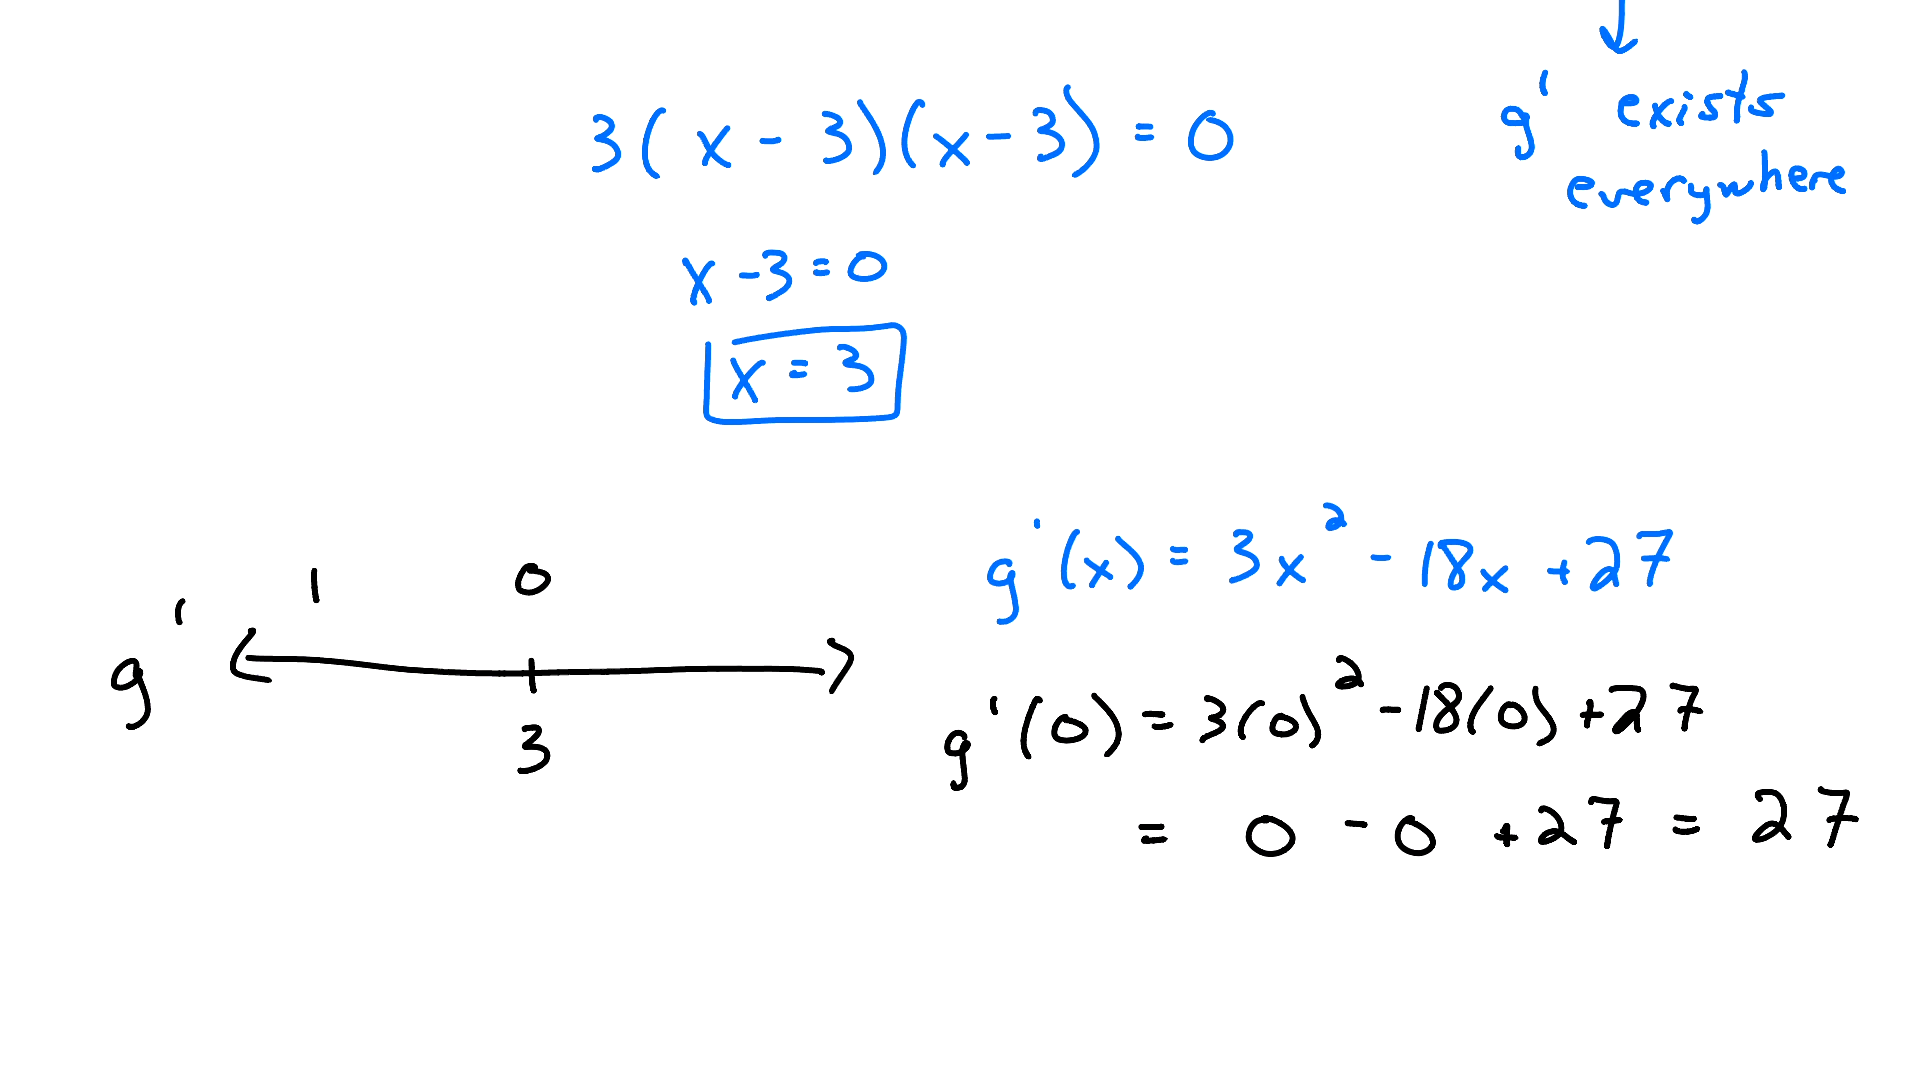 3(x - 3)(x - 3) = 0
g' exists
everywhere
x - 3 = 0
x = 3
g'(x) = 3x² - 18x + 27
1 0
g'
3
g'(0) = 3(0)² - 18(0) + 27
= 0 - 0 + 27 = 27